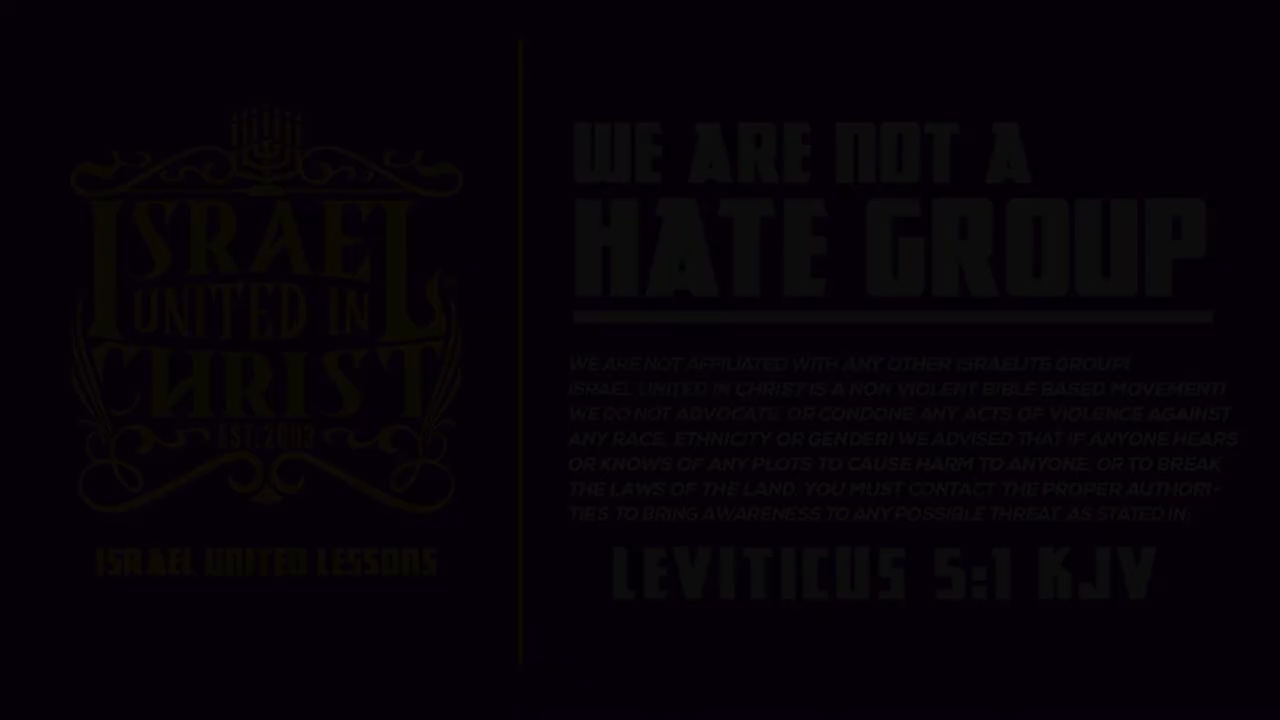 ISRAEL
UNITED IN
CHRIST
EST. 2003
ISRAEL UNITED LESSONS
WE ARE NOT A
HATE GROUP
WE ARE NOT AFFILIATED WITH ANY OTHER ISRAELITE GROUP!
ISRAEL UNITED IN CHRIST IS A NON VIOLENT BIBLE BASED MOVEMENT!
WE DO NOT ADVOCATE OR CONDONE ANY ACTS OF VIOLENCE AGAINST
ANY RACE, ETHNICITY OR GENDER! WE ADVISED THAT IF ANYONE HEARS
OR KNOWS OF ANY PLOTS TO CAUSE HARM TO ANYONE, OR TO BREAK
THE LAWS OF THE LAND, YOU MUST CONTACT THE PROPER AUTHORI-
TIES TO BRING AWARENESS TO ANY POSSIBLE THREAT AS STATED IN:
LEVITICUS 5:1 KJV